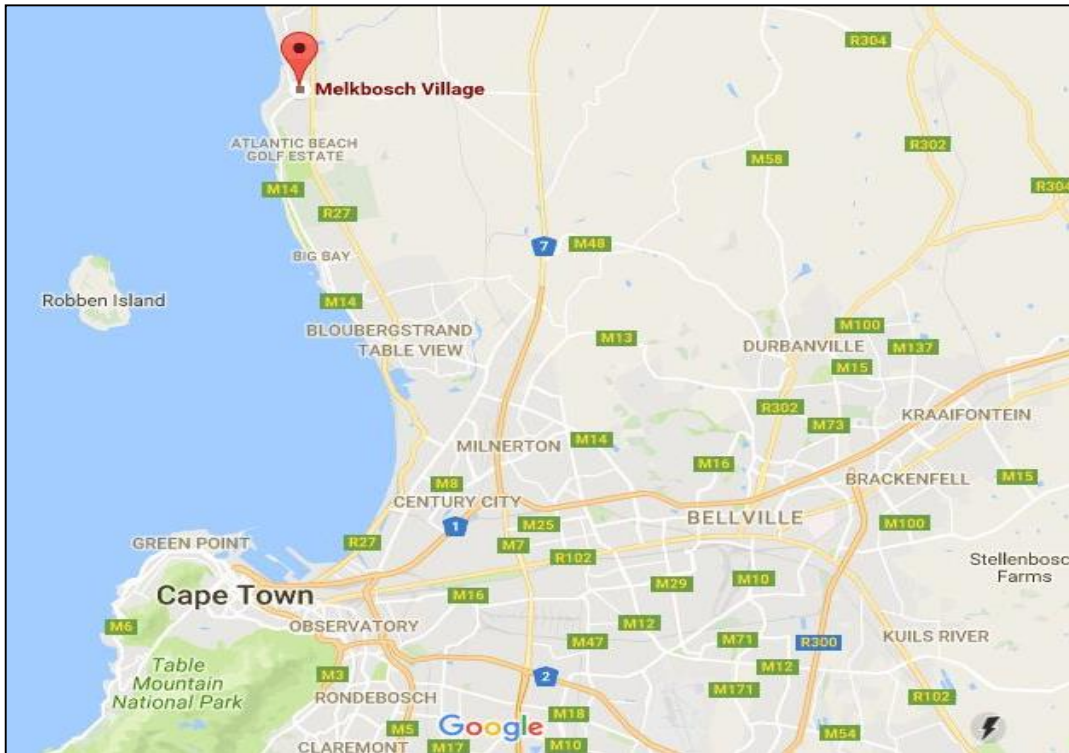 R304
Melkbosch Village
ATLANTIC BEACH
GOLF ESTATE
R302
M58
M14
R304
R27
7
M48
BIG BAY
Robben Island
M14
BLOUBERGSTRAND
TABLE VIEW
M13
M100
DURBANVILLE
M137
M15
R302
KRAAIFONTEIN
M73
MILNERTON
M14
M16
M8
BRACKENFELL
M15
CENTURY CITY
BELLVILLE
1
M25
M100
GREEN POINT
R27
M7
R102
Stellenbosc
Farms
M29
M10
Cape Town
M16
M6
OBSERVATORY
M12
M47
M71
R300
KUILS RIVER
Table
Mountain
National Park
M3
2
M12
RONDEBOSCH
M171
R102
M18
M5
Google
M54
CLAREMONT
M17
M10